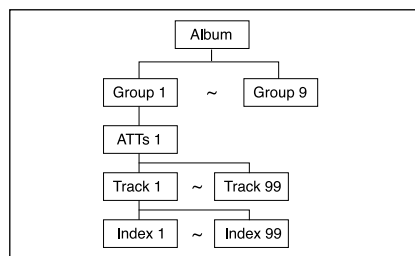 Album
Group 1 ~ Group 9
ATTs 1
Track 1 ~ Track 99
Index 1 ~ Index 99